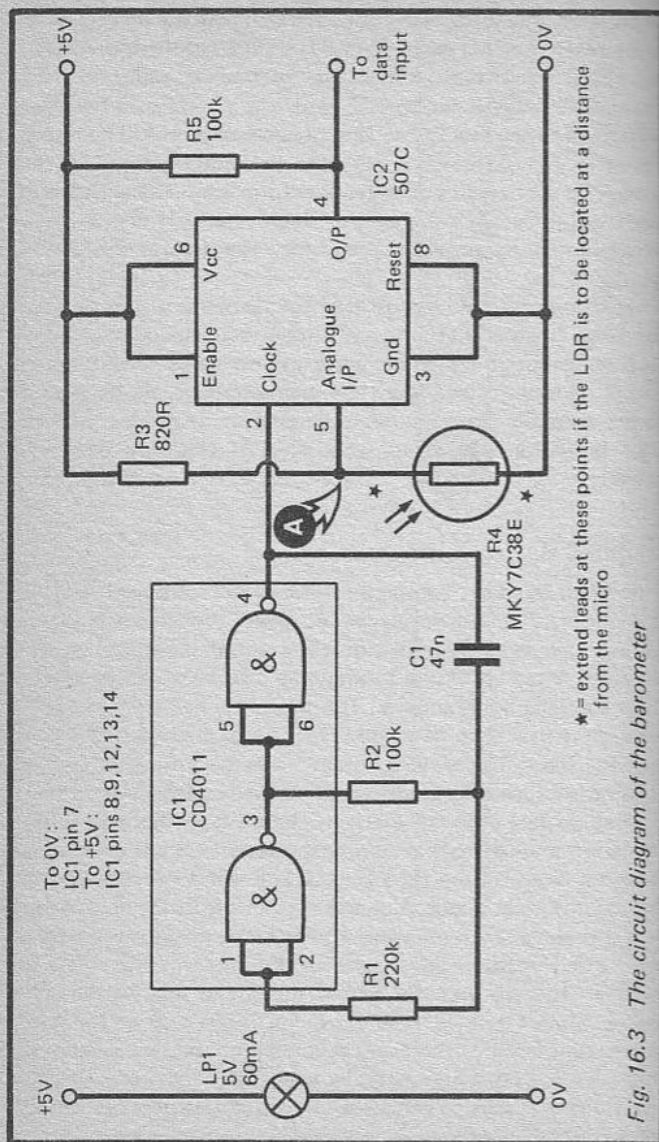 +5V
LP1
5V
60mA
0V
To 0V:
IC1 pin 7
To +5V:
IC1 pins 8,9,12,13,14
IC1
CD4011
1
2
&
3
5
6
&
4
R1
220k
R2
100k
C1
47n
A
R3
820R
+5V
1
Enable
6
Vcc
2
Clock
5
Analogue
I/P
4
O/P
3
Gnd
8
Reset
R5
100k
To
data
input
IC2
507C
★
★
R4
MKY7C38E
0V
★ = extend leads at these points if the LDR is to be located at a distance
from the micro
Fig. 16.3 The circuit diagram of the barometer